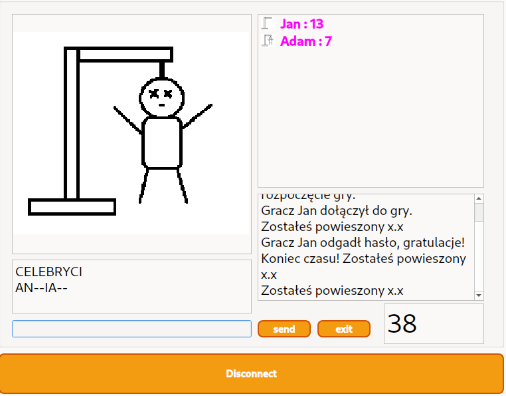 Jan : 13
Adam : 7
rozpoczęcie gry.
Gracz Jan dołączył do gry.
Zostałeś powieszony x.x
Gracz Jan odgadł hasło, gratulacje!
Koniec czasu! Zostałeś powieszony
x.x
Zostałeś powieszony x.x
CELEBRYCI
AN--IA--
send
exit
38
Disconnect